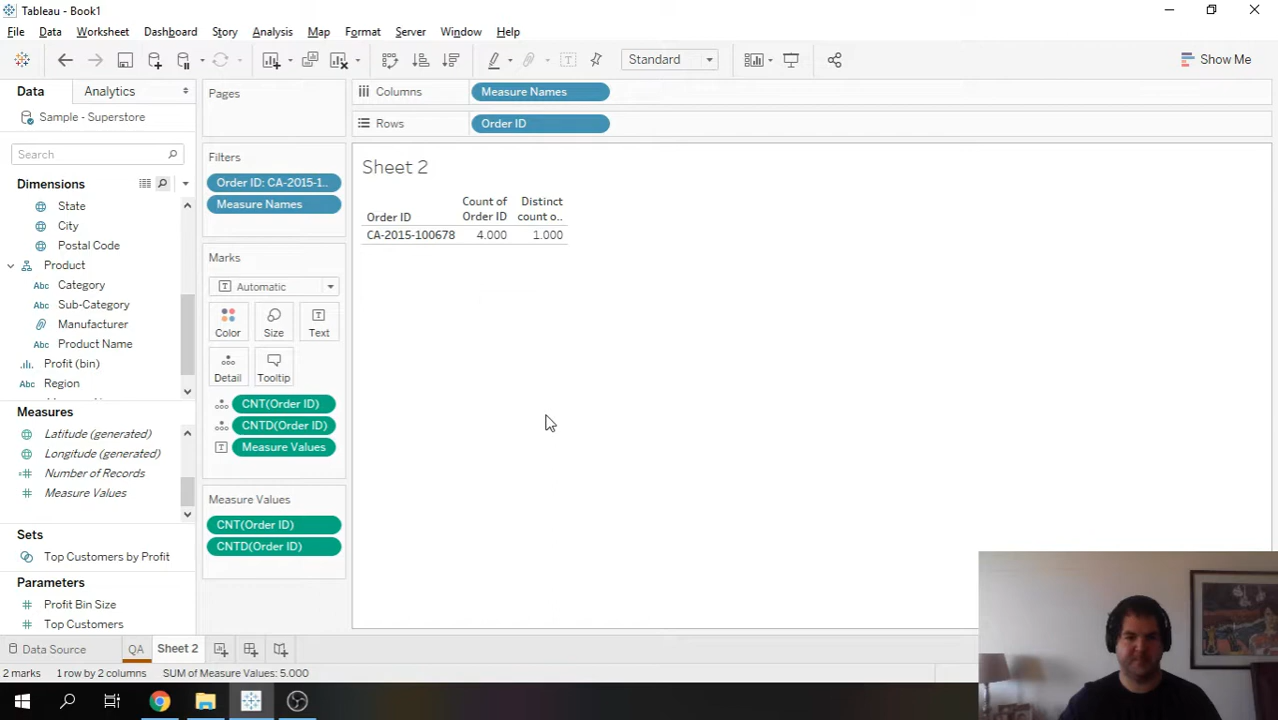 Tableau - Book1
File Data Worksheet Dashboard Story Analysis Map Format Server Window Help
Standard
Show Me
Data Analytics
Sample - Superstore
Search
Dimensions
State
City
Postal Code
Product
Abc Category
Abc Sub-Category
Manufacturer
Abc Product Name
Profit (bin)
Abc Region
Measures
Latitude (generated)
Longitude (generated)
Number of Records
Measure Values
Sets
Top Customers by Profit
Parameters
Profit Bin Size
Top Customers
Pages
Filters
Order ID: CA-2015-1..
Measure Names
Marks
Automatic
Color Size Text
Detail Tooltip
CNT(Order ID)
CNTD(Order ID)
Measure Values
Measure Values
CNT(Order ID)
CNTD(Order ID)
Columns Measure Names
Rows Order ID
Sheet 2
Count of Distinct
Order ID Order ID count o..
CA-2015-100678 4.000 1.000
Data Source QA Sheet 2
2 marks 1 row by 2 columns SUM of Measure Values: 5.000